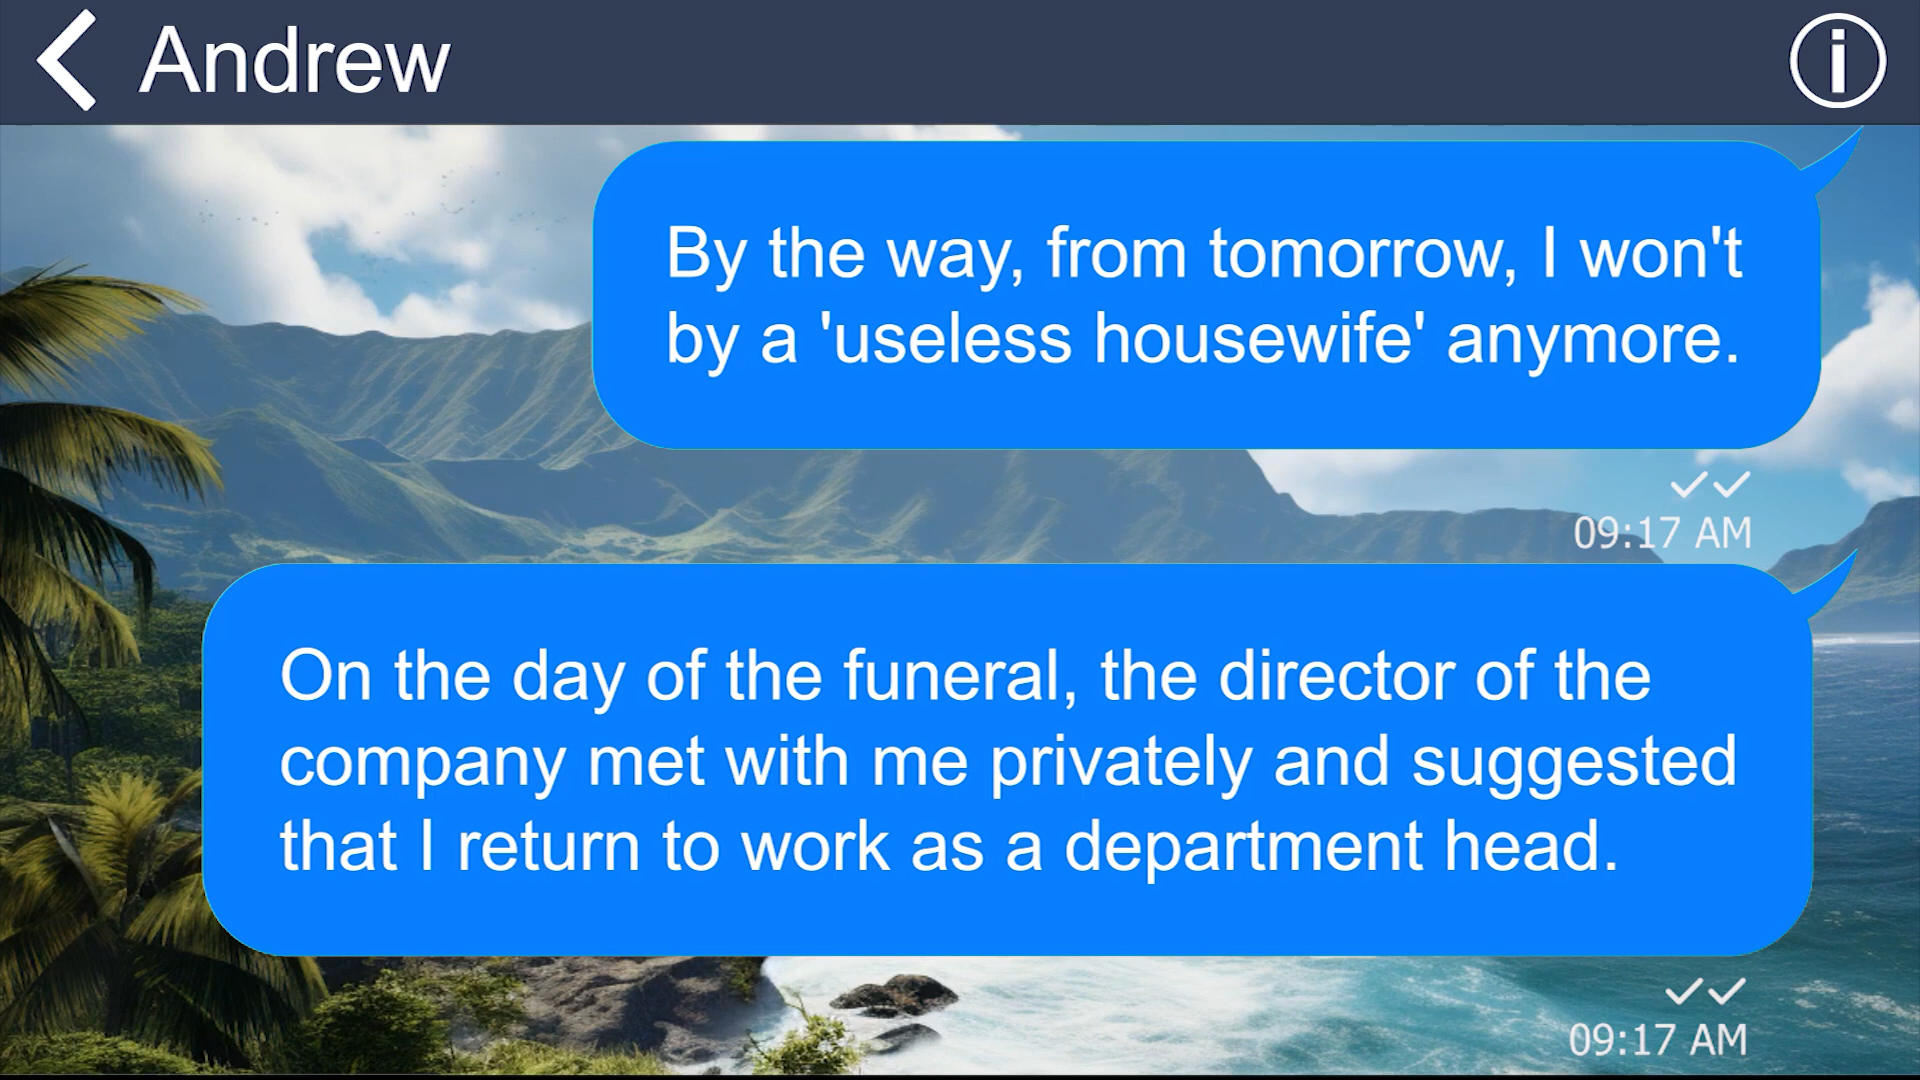 Andrew
By the way, from tomorrow, I won't
by a 'useless housewife' anymore.
09:17 AM
On the day of the funeral, the director of the
company met with me privately and suggested
that I return to work as a department head.
09:17 AM